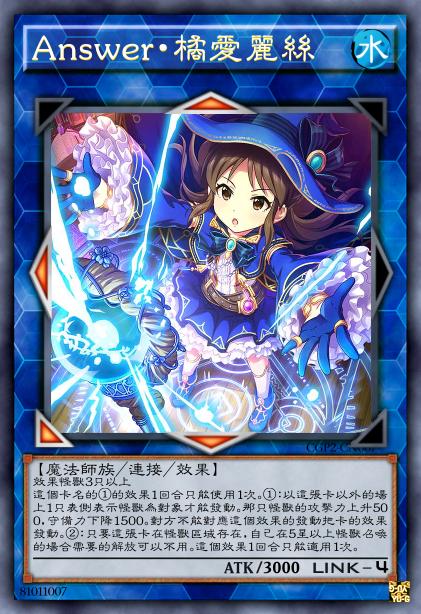 Answer・橘愛麗絲
水
CGP2-CN007
【魔法師族／連接／效果】
效果怪獸3只以上
這個卡名的①的效果1回合只能使用1次。①：以這張卡以外的場
上1只表側表示怪獸為對象才能發動。那只怪獸的攻擊力上升50
0，守備力下降1500。對方不能對應這個效果的發動把卡的效果
發動。②：只要這張卡在怪獸區域存在，自己在5星以上怪獸召喚
的場合需要的解放可以不用。這個效果1回合只能適用1次。
ATK/3000 LINK-4
81011007